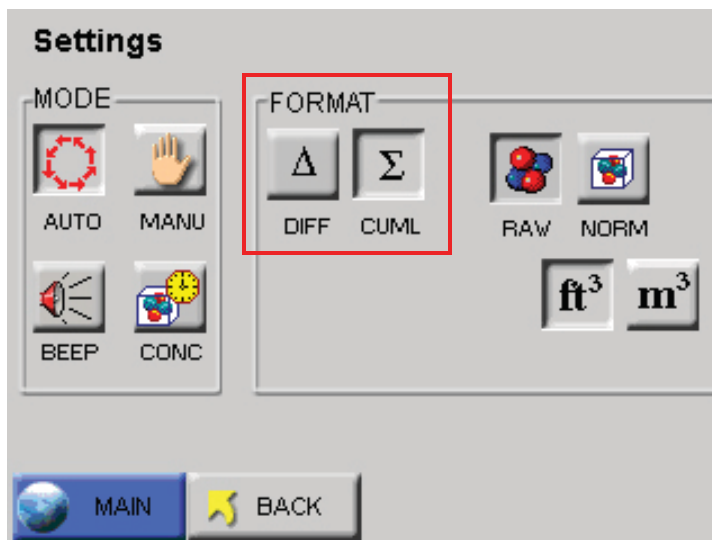 Settings
MODE
FORMAT
Δ Σ
AUTO MANU
DIFF CUML
RAW NORM
ft³ m³
BEEP CONC
MAIN BACK